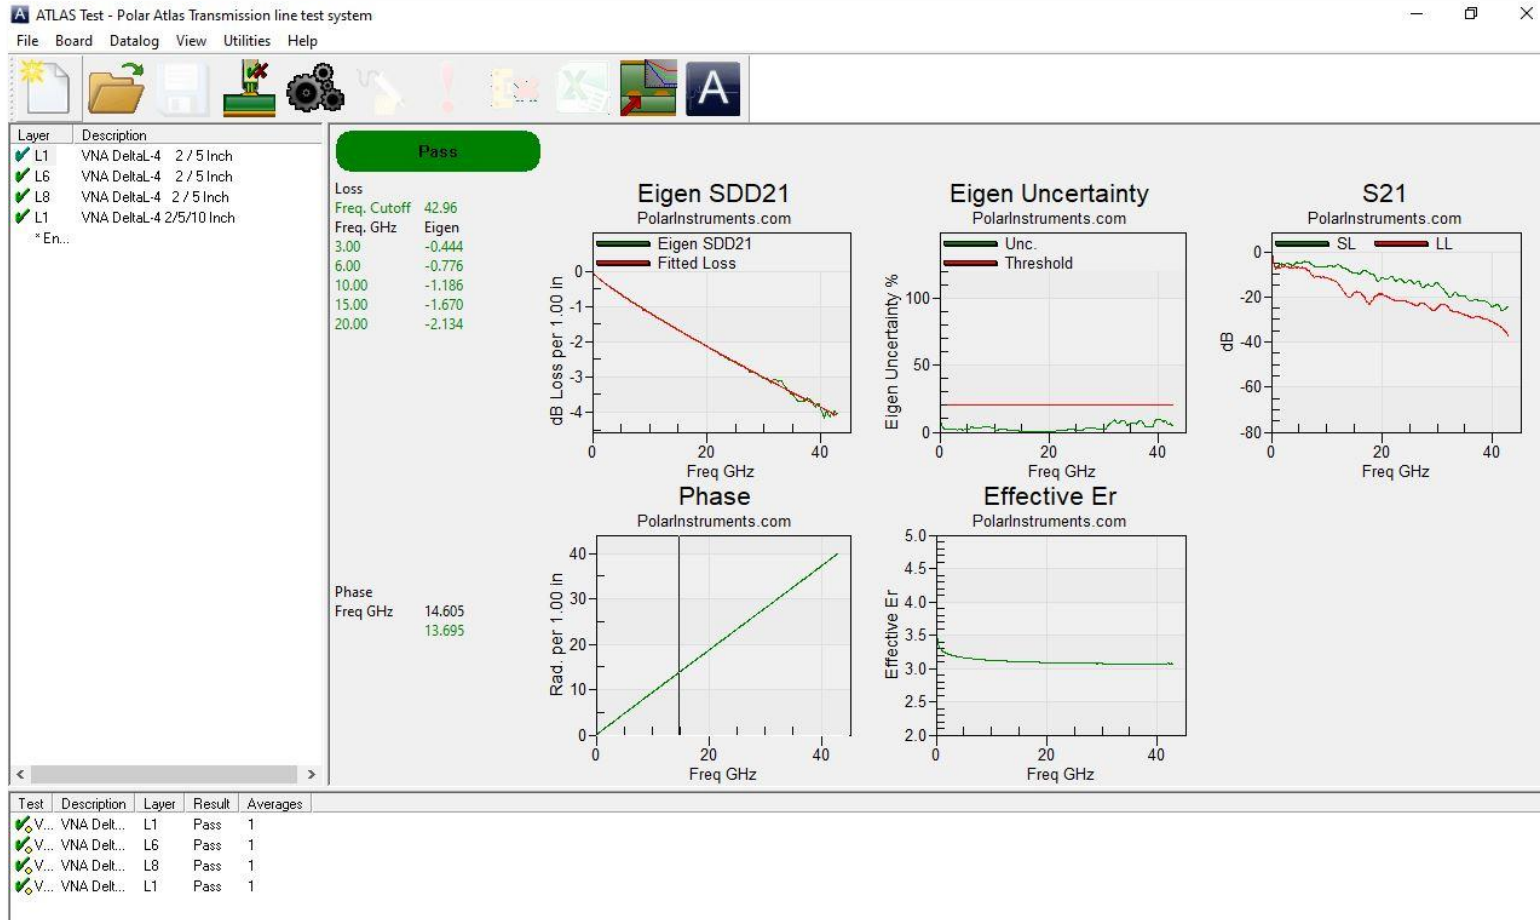 ATLAS Test - Polar Atlas Transmission line test system
File Board Datalog View Utilities Help
A
Layer Description
L1 VNA DeltaL-4 2 / 5 Inch
L6 VNA DeltaL-4 2 / 5 Inch
L8 VNA DeltaL-4 2 / 5 Inch
L1 VNA DeltaL-4 2/5/10 Inch
* En...
Pass
Loss
Freq. Cutoff 42.96
Freq. GHz Eigen
3.00 -0.444
6.00 -0.776
10.00 -1.186
15.00 -1.670
20.00 -2.134
Phase
Freq GHz 14.605
13.695
Eigen SDD21
PolarInstruments.com
Eigen SDD21
Fitted Loss
dB Loss per 1.00 in
0
-1
-2
-3
-4
0 20 40
Freq GHz
Eigen Uncertainty
PolarInstruments.com
Unc.
Threshold
Eigen Uncertainty %
100
50
0
0 20 40
Freq GHz
S21
PolarInstruments.com
SL LL
dB
0
-20
-40
-60
-80
0 20 40
Freq GHz
Phase
PolarInstruments.com
Rad. per 1.00 in
40
30
20
10
0
0 20 40
Freq GHz
Effective Er
PolarInstruments.com
Effective Er
5.0
4.5
4.0
3.5
3.0
2.5
2.0
0 20 40
Freq GHz
Test Description Layer Result Averages
V... VNA Delt... L1 Pass 1
V... VNA Delt... L6 Pass 1
V... VNA Delt... L8 Pass 1
V... VNA Delt... L1 Pass 1